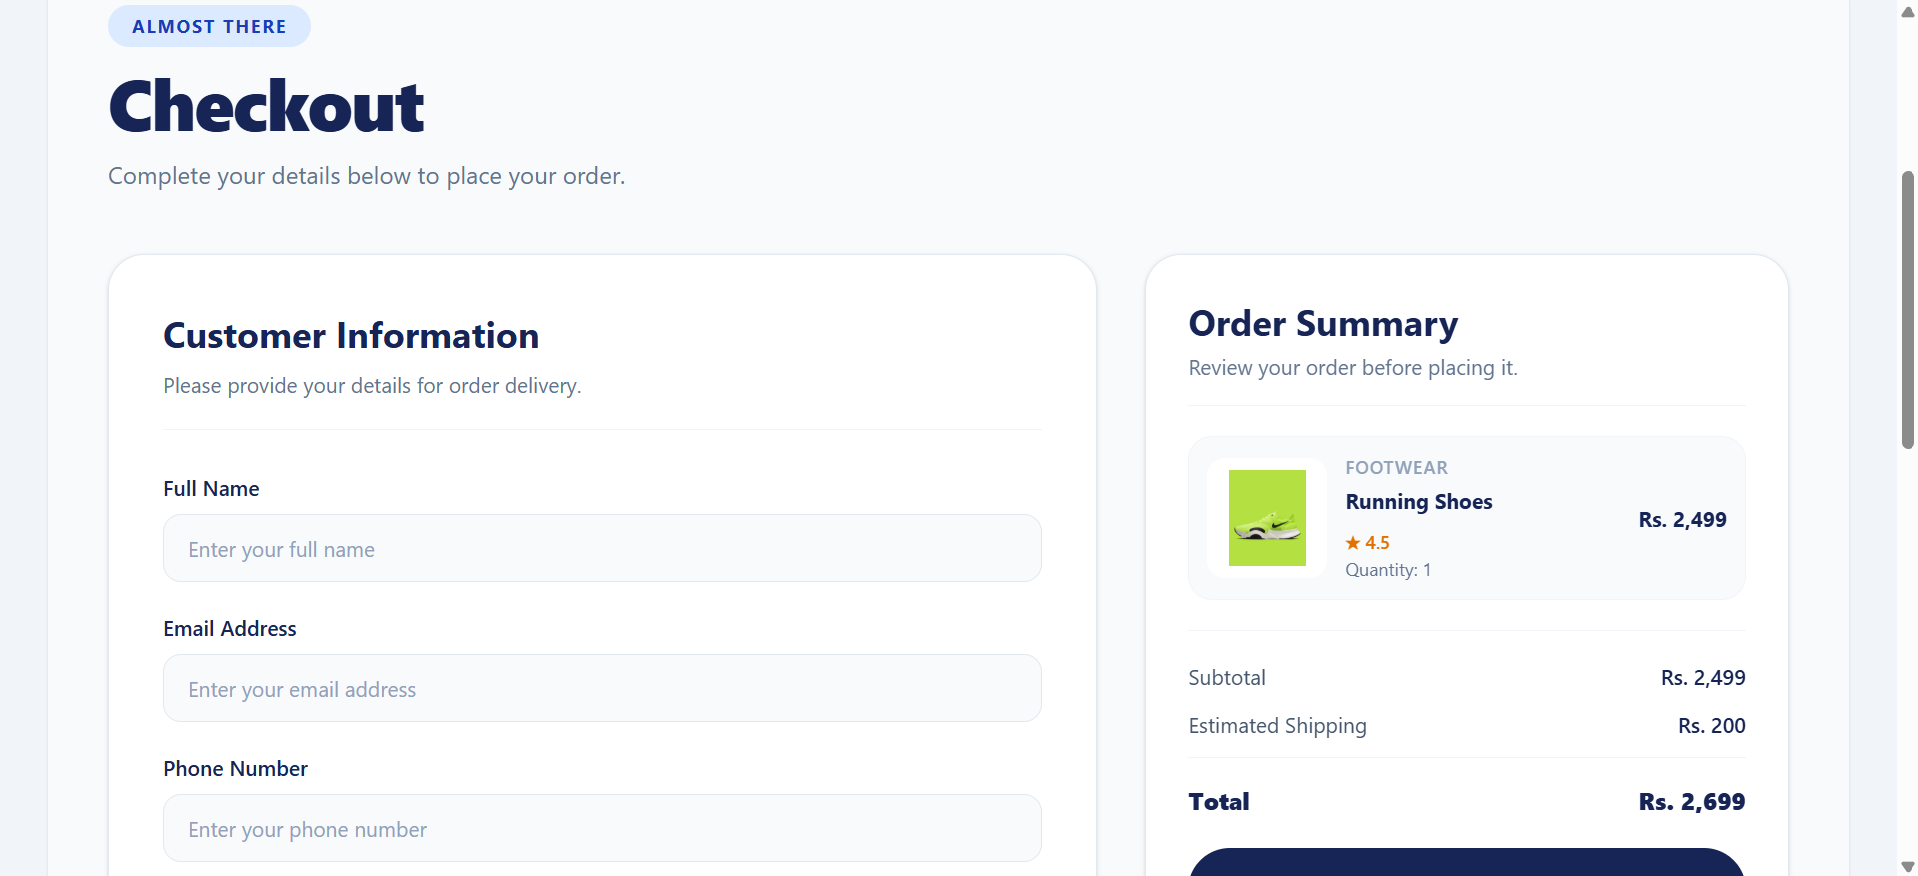 ALMOST THERE
Checkout
Complete your details below to place your order.
Customer Information
Please provide your details for order delivery.
Full Name
Enter your full name
Email Address
Enter your email address
Phone Number
Enter your phone number
Order Summary
Review your order before placing it.
FOOTWEAR
Running Shoes
★ 4.5
Quantity: 1
Rs. 2,499
Subtotal Rs. 2,499
Estimated Shipping Rs. 200
Total Rs. 2,699